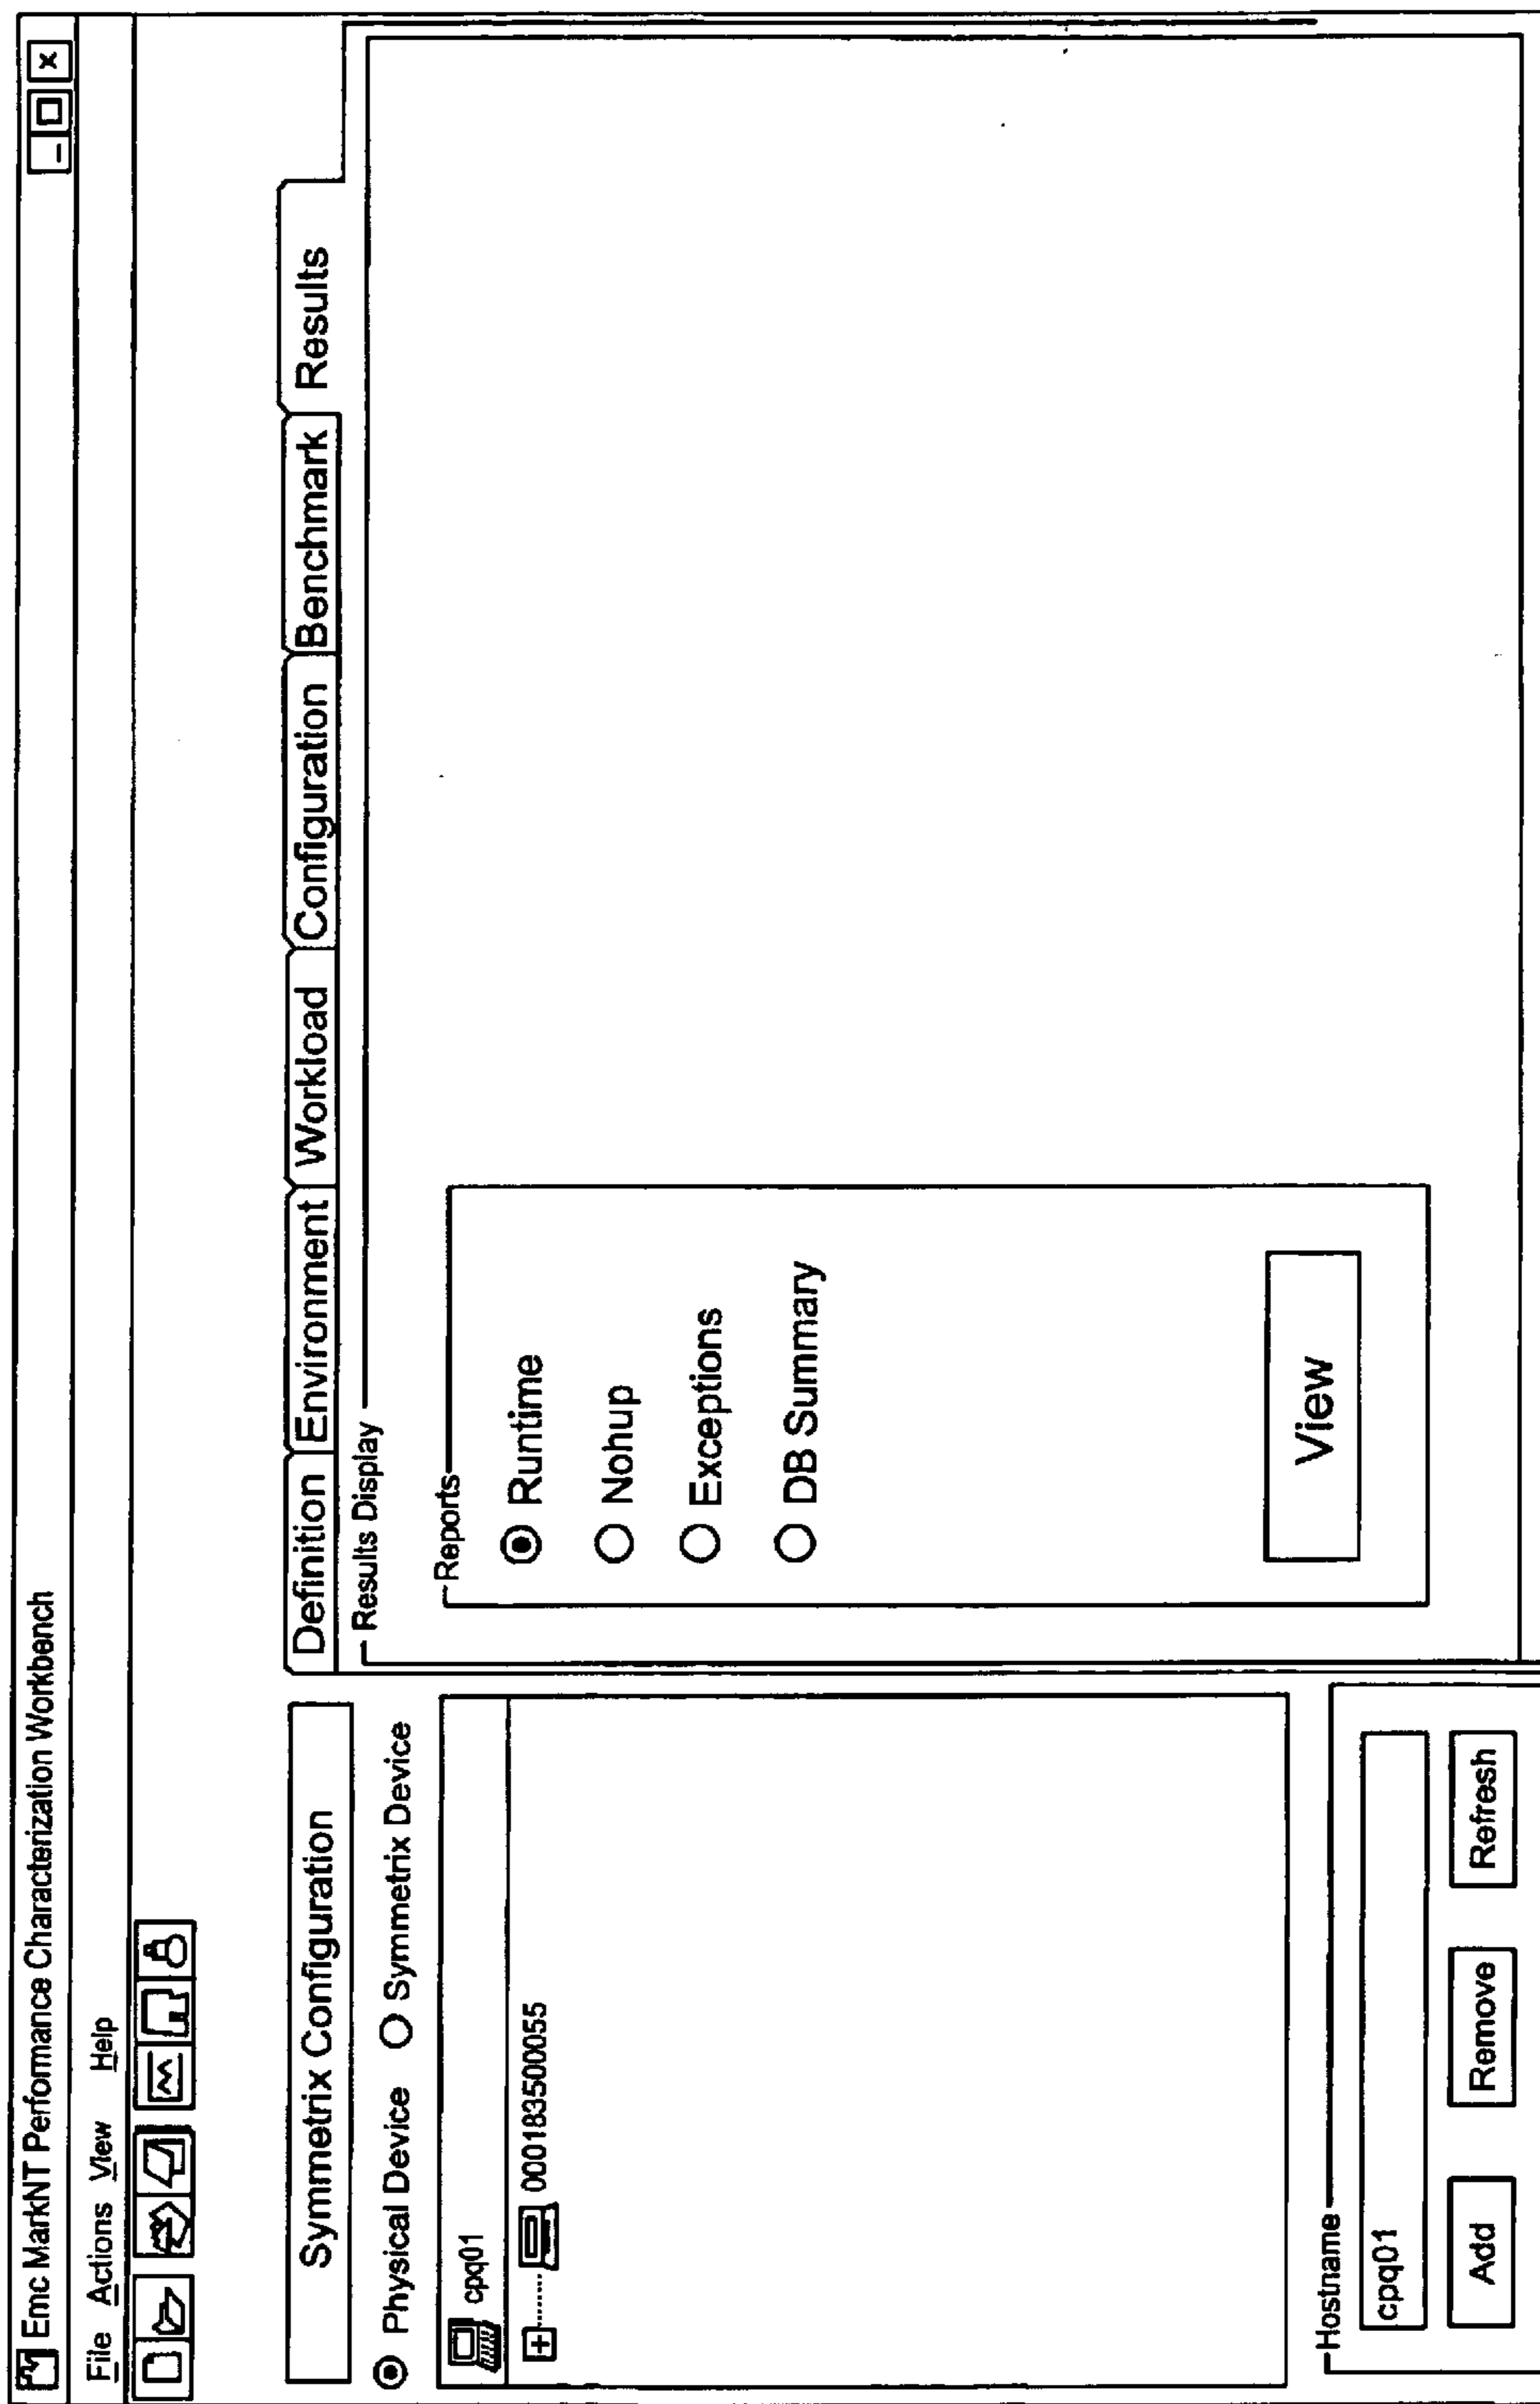 Emc MarkNT Performance Characterization Workbench
File Actions View Help
Symmetrix Configuration
Physical Device Symmetrix Device
cpq01
000183500055
Hostname
cpq01
Add Remove Refresh
Definition Environment Workload Configuration Benchmark Results
Results Display
Reports
Runtime
Nohup
Exceptions
DB Summary
View